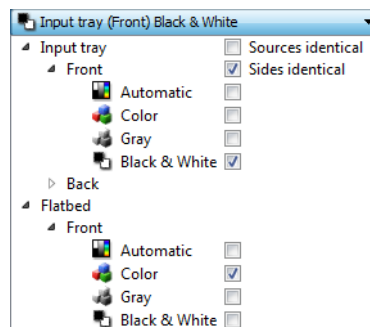 Input tray (Front) Black & White
Input tray Sources identical
Front Sides identical
Automatic
Color
Gray
Black & White
Back
Flatbed
Front
Automatic
Color
Gray
Black & White